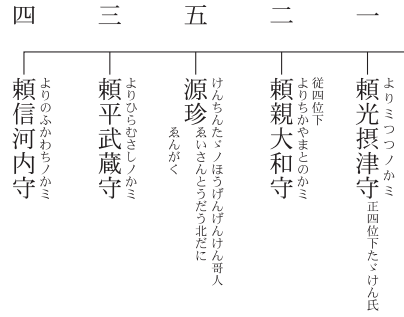 一
よりミつつノかミ
頼光摂津守正四位下たゞけん氏
二
従四位下
よりちかやまとのかミ
頼親大和守
五
けんちんたゞノほうげんげんけん哥人
源珍ゑいさんとうだう北だに
ゑんがく
三
よりひらむさしノかミ
頼平武蔵守
四
よりのふかわちノかミ
頼信河内守